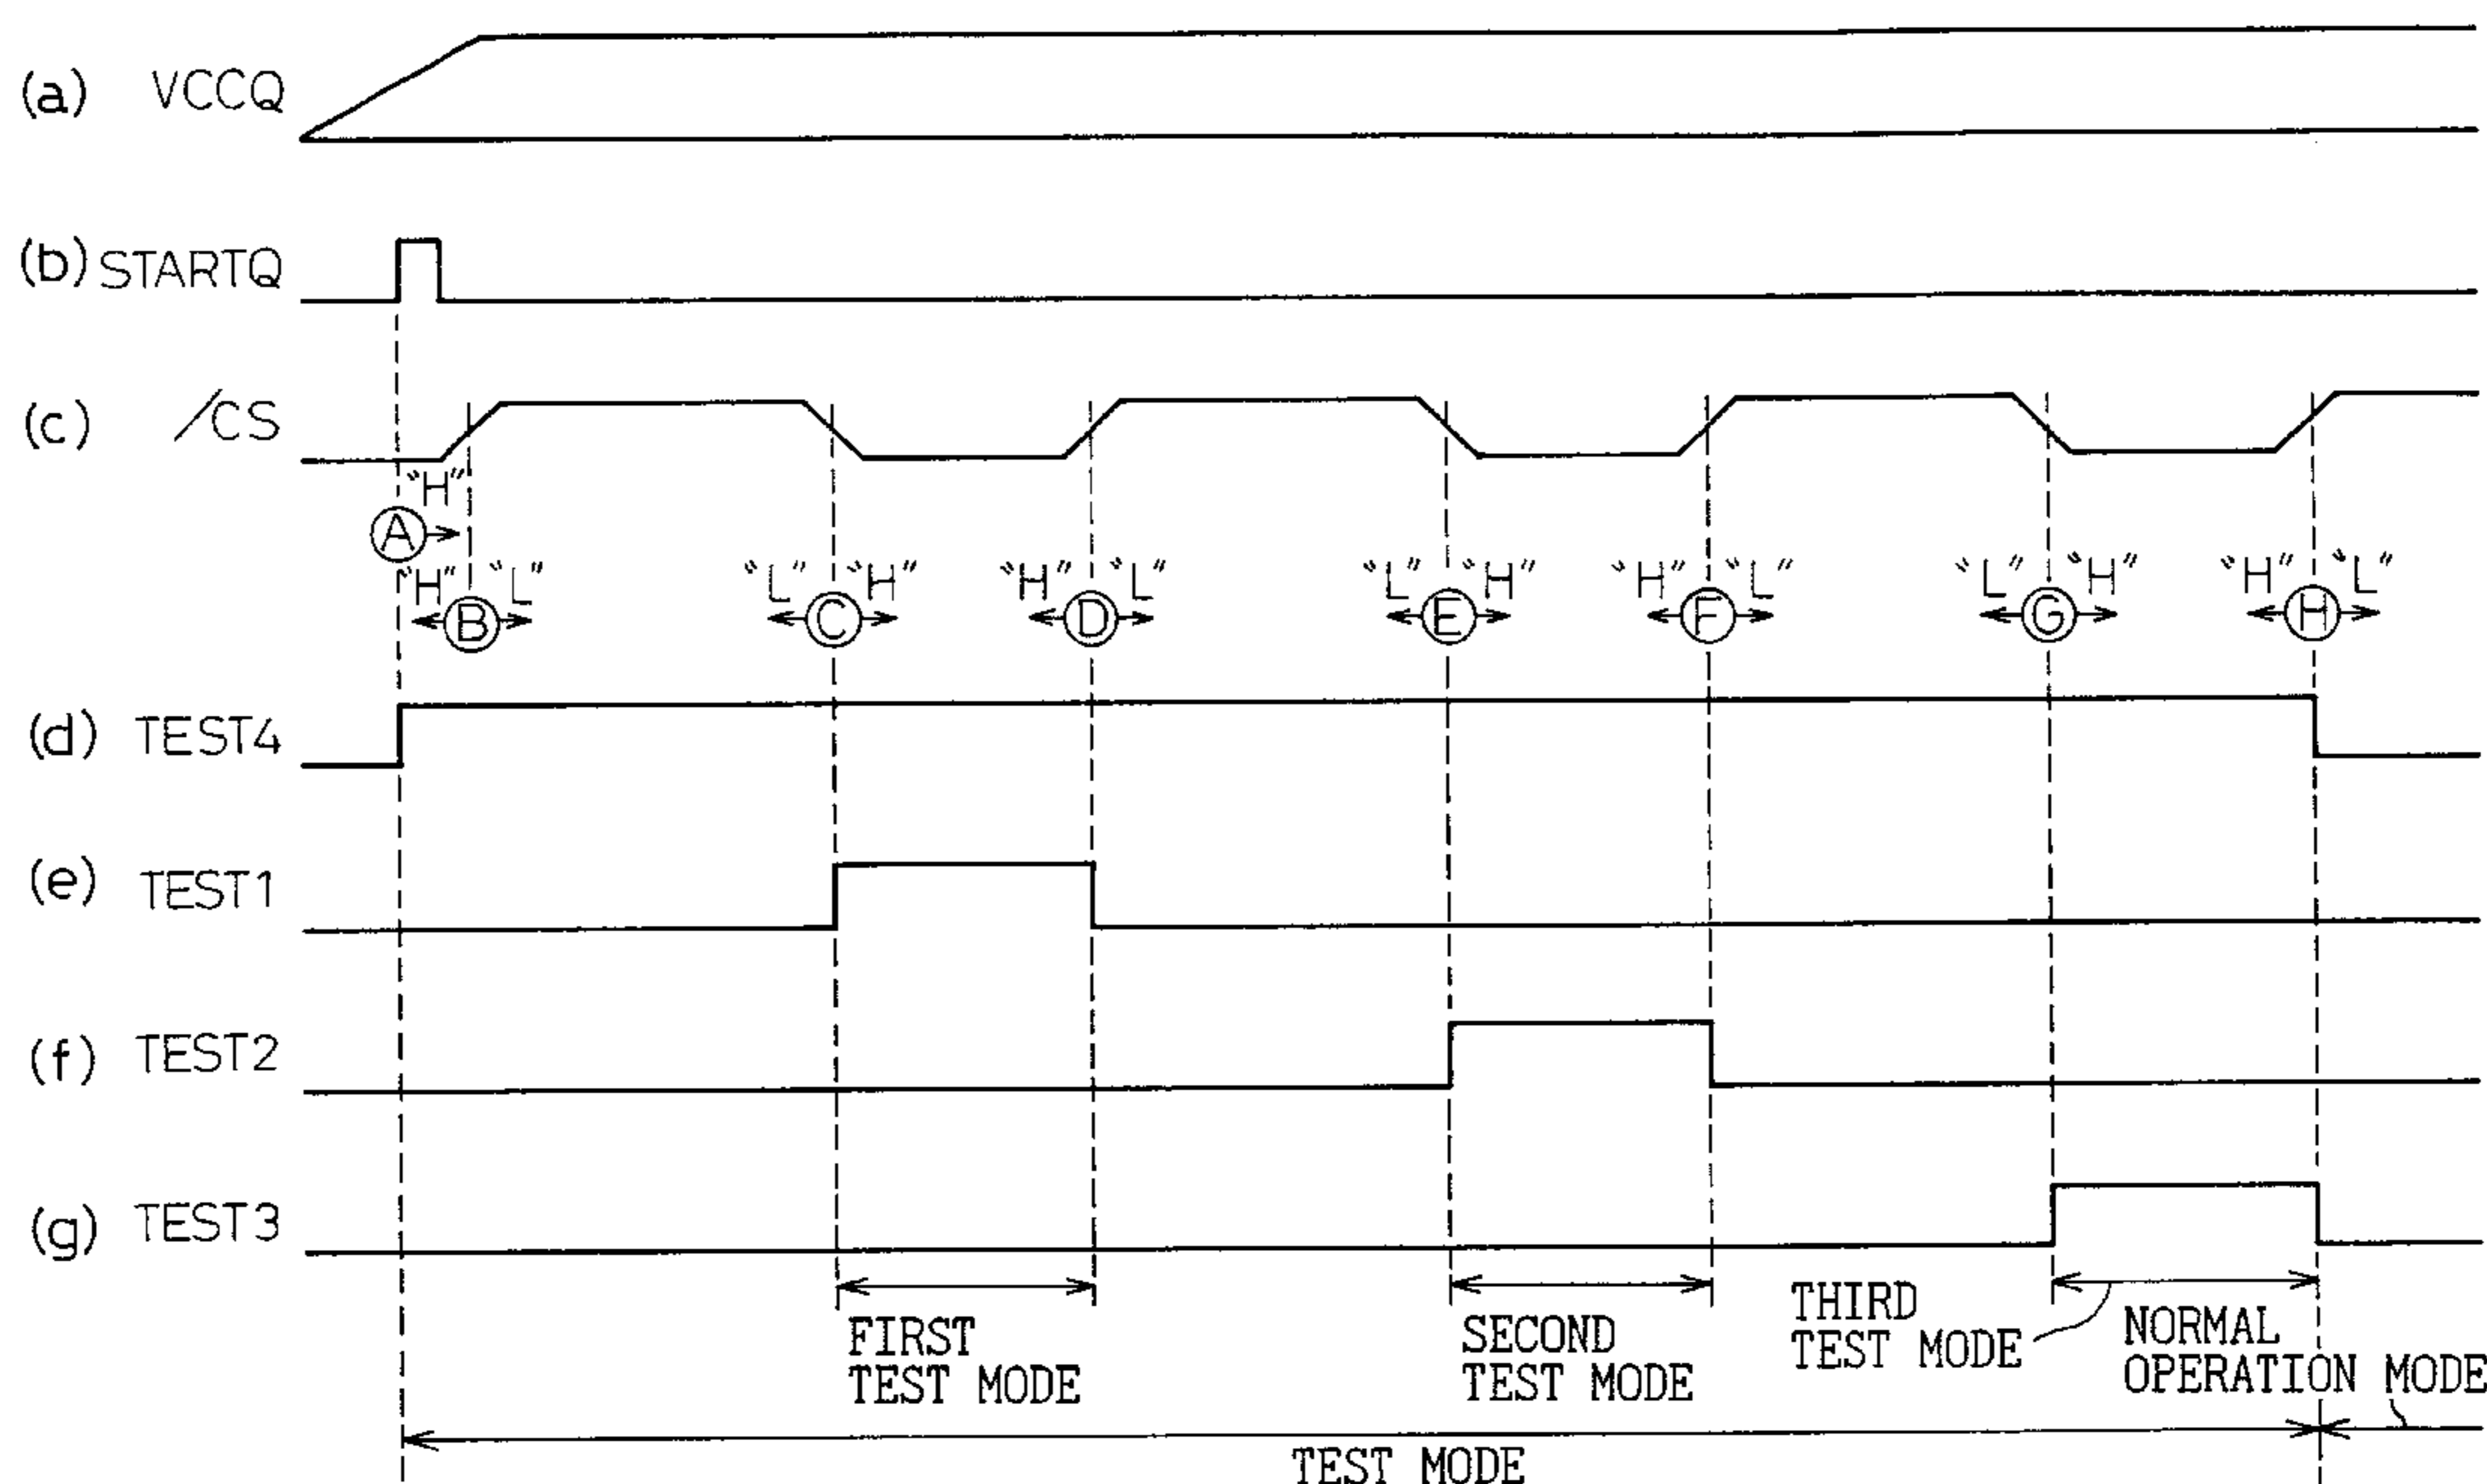 (a) VCCQ
(b) STARTQ
(c) /CS
"H"
A
"H" "L" "L" "H" "H" "L" "L" "H" "H" "L" "L" "H" "H" "L"
B C D E F G H
(d) TEST4
(e) TEST1
(f) TEST2
(g) TEST3
FIRST
TEST MODE
SECOND
TEST MODE
THIRD
TEST MODE
NORMAL
OPERATION MODE
TEST MODE